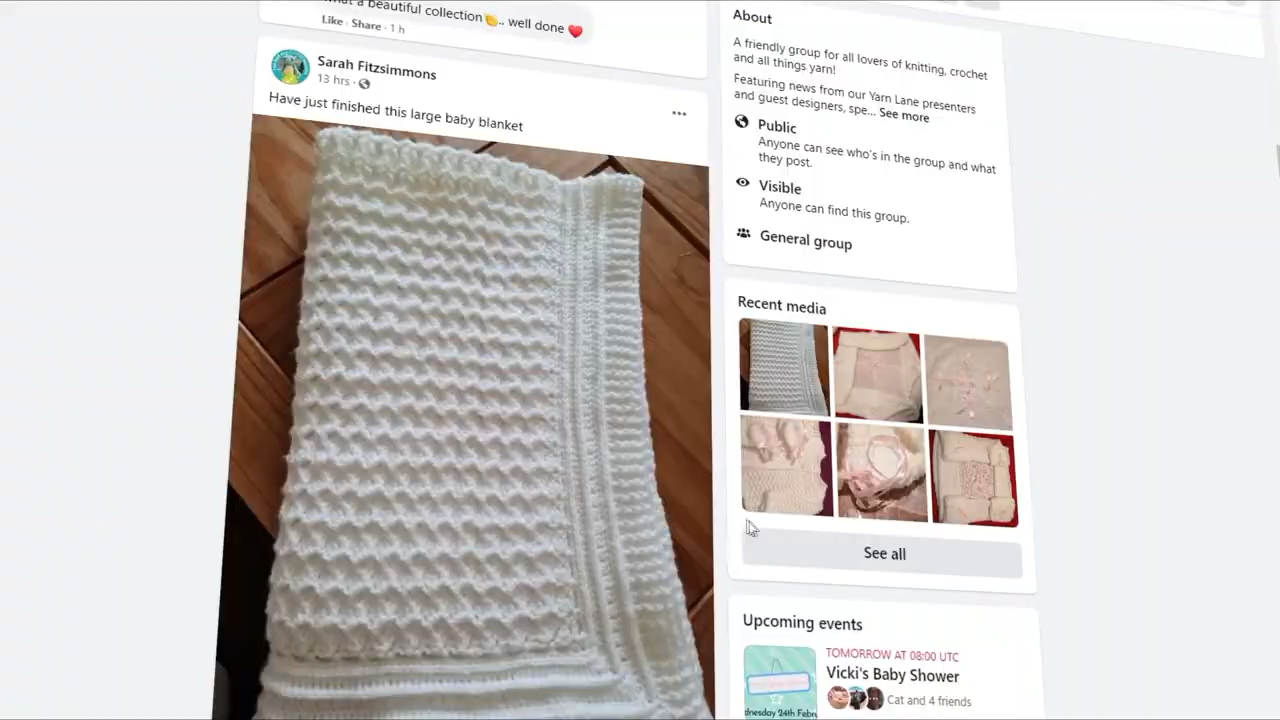 a beautiful collection👏.. well done ❤️
Like · Share · 1 h
Sarah Fitzsimmons
13 hrs ·
Have just finished this large baby blanket
About
A friendly group for all lovers of knitting, crochet
and all things yarn!
Featuring news from our Yarn Lane presenters
and guest designers, spe... See more
Public
Anyone can see who's in the group and what
they post.
Visible
Anyone can find this group.
General group
Recent media
See all
Upcoming events
TOMORROW AT 08:00 UTC
Vicki's Baby Shower
Cat and 4 friends
dnesday 24th Febru